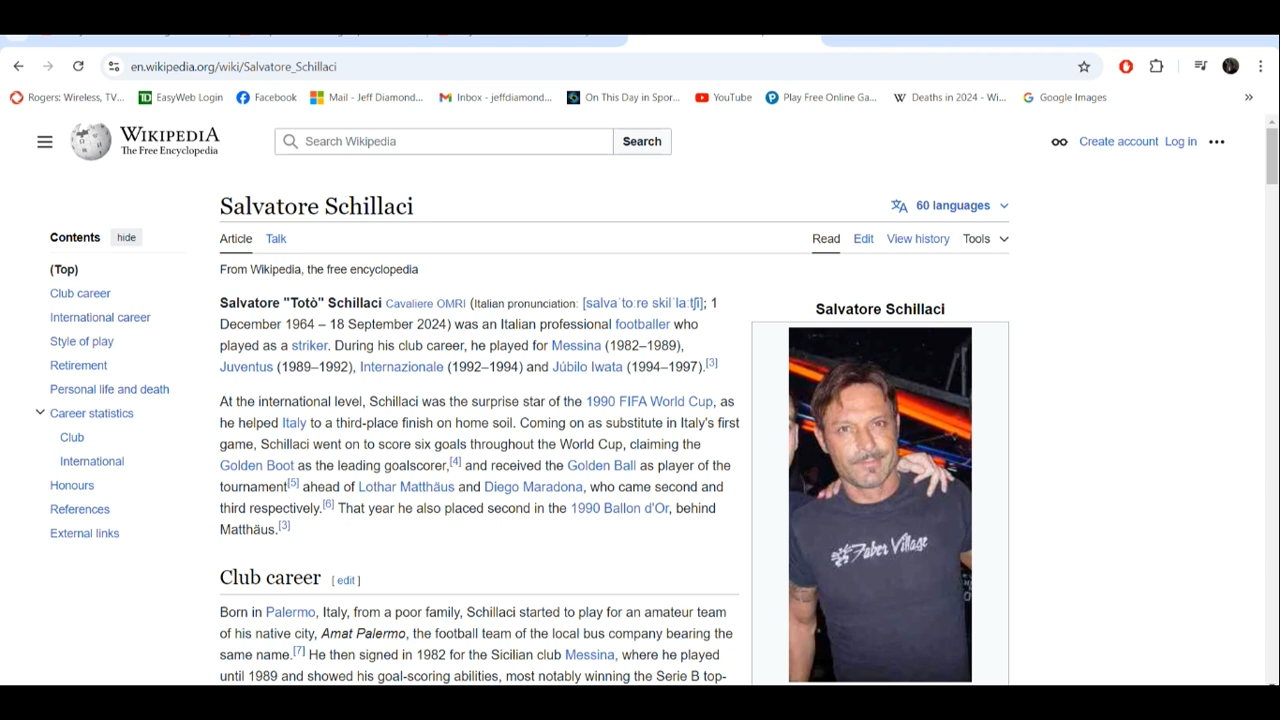 en.wikipedia.org/wiki/Salvatore_Schillaci
Rogers: Wireless, TV...
EasyWeb Login
Facebook
Mail - Jeff Diamond...
Inbox - jeffdiamond...
On This Day in Spor...
YouTube
Play Free Online Ga...
Deaths in 2024 - Wi...
Google Images
»
WIKIPEDIA
The Free Encyclopedia
Search Wikipedia
Search
Create account
Log in
Salvatore Schillaci
60 languages
Contents
hide
(Top)
Club career
International career
Style of play
Retirement
Personal life and death
Career statistics
Club
International
Honours
References
External links
Article
Talk
Read
Edit
View history
Tools
From Wikipedia, the free encyclopedia
Salvatore "Totò" Schillaci Cavaliere OMRI (Italian pronunciation: [salvaˈtoːre skilˈlaːtʃi]; 1
December 1964 – 18 September 2024) was an Italian professional footballer who
played as a striker. During his club career, he played for Messina (1982–1989),
Juventus (1989–1992), Internazionale (1992–1994) and Júbilo Iwata (1994–1997).[3]
At the international level, Schillaci was the surprise star of the 1990 FIFA World Cup, as
he helped Italy to a third-place finish on home soil. Coming on as substitute in Italy's first
game, Schillaci went on to score six goals throughout the World Cup, claiming the
Golden Boot as the leading goalscorer,[4] and received the Golden Ball as player of the
tournament[5] ahead of Lothar Matthäus and Diego Maradona, who came second and
third respectively.[6] That year he also placed second in the 1990 Ballon d'Or, behind
Matthäus.[3]
Club career [ edit ]
Born in Palermo, Italy, from a poor family, Schillaci started to play for an amateur team
of his native city, Amat Palermo, the football team of the local bus company bearing the
same name.[7] He then signed in 1982 for the Sicilian club Messina, where he played
until 1989 and showed his goal-scoring abilities, most notably winning the Serie B top-
Salvatore Schillaci
Faber Village